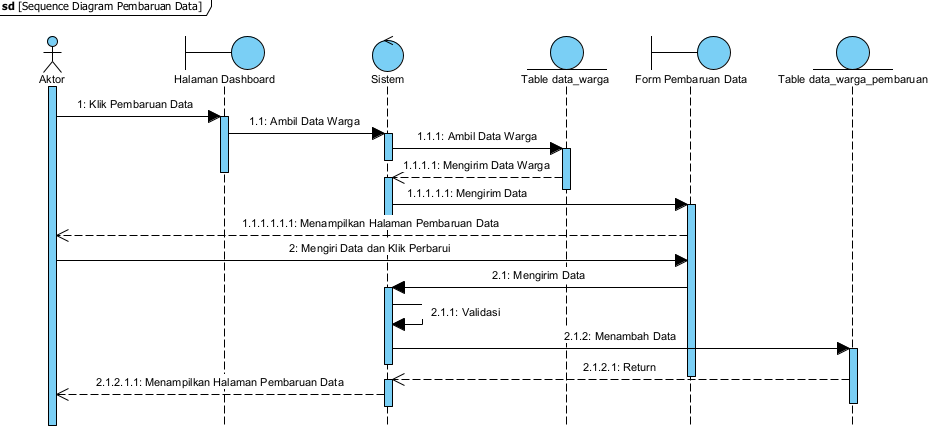 sd [Sequence Diagram Pembaruan Data]
Aktor
Halaman Dashboard
Sistem
Table data_warga
Form Pembaruan Data
Table data_warga_pembaruan
1: Klik Pembaruan Data
1.1: Ambil Data Warga
1.1.1: Ambil Data Warga
1.1.1.1: Mengirim Data Warga
1.1.1.1.1: Mengirim Data
1.1.1.1.1.1: Menampilkan Halaman Pembaruan Data
2: Mengiri Data dan Klik Perbarui
2.1: Mengirim Data
2.1.1: Validasi
2.1.2: Menambah Data
2.1.2.1: Return
2.1.2.1.1: Menampilkan Halaman Pembaruan Data